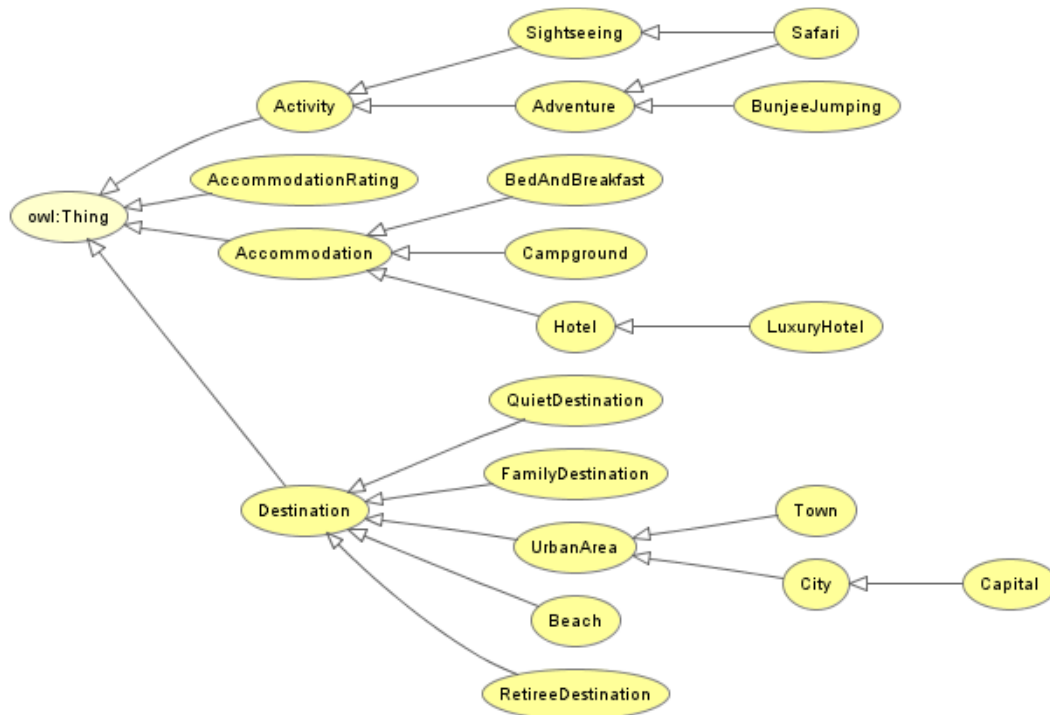 Sightseeing
Safari
Activity
Adventure
BunjeeJumping
AccommodationRating
BedAndBreakfast
owl:Thing
Accommodation
Campground
Hotel
LuxuryHotel
QuietDestination
FamilyDestination
Destination
Town
UrbanArea
City
Capital
Beach
RetireeDestination